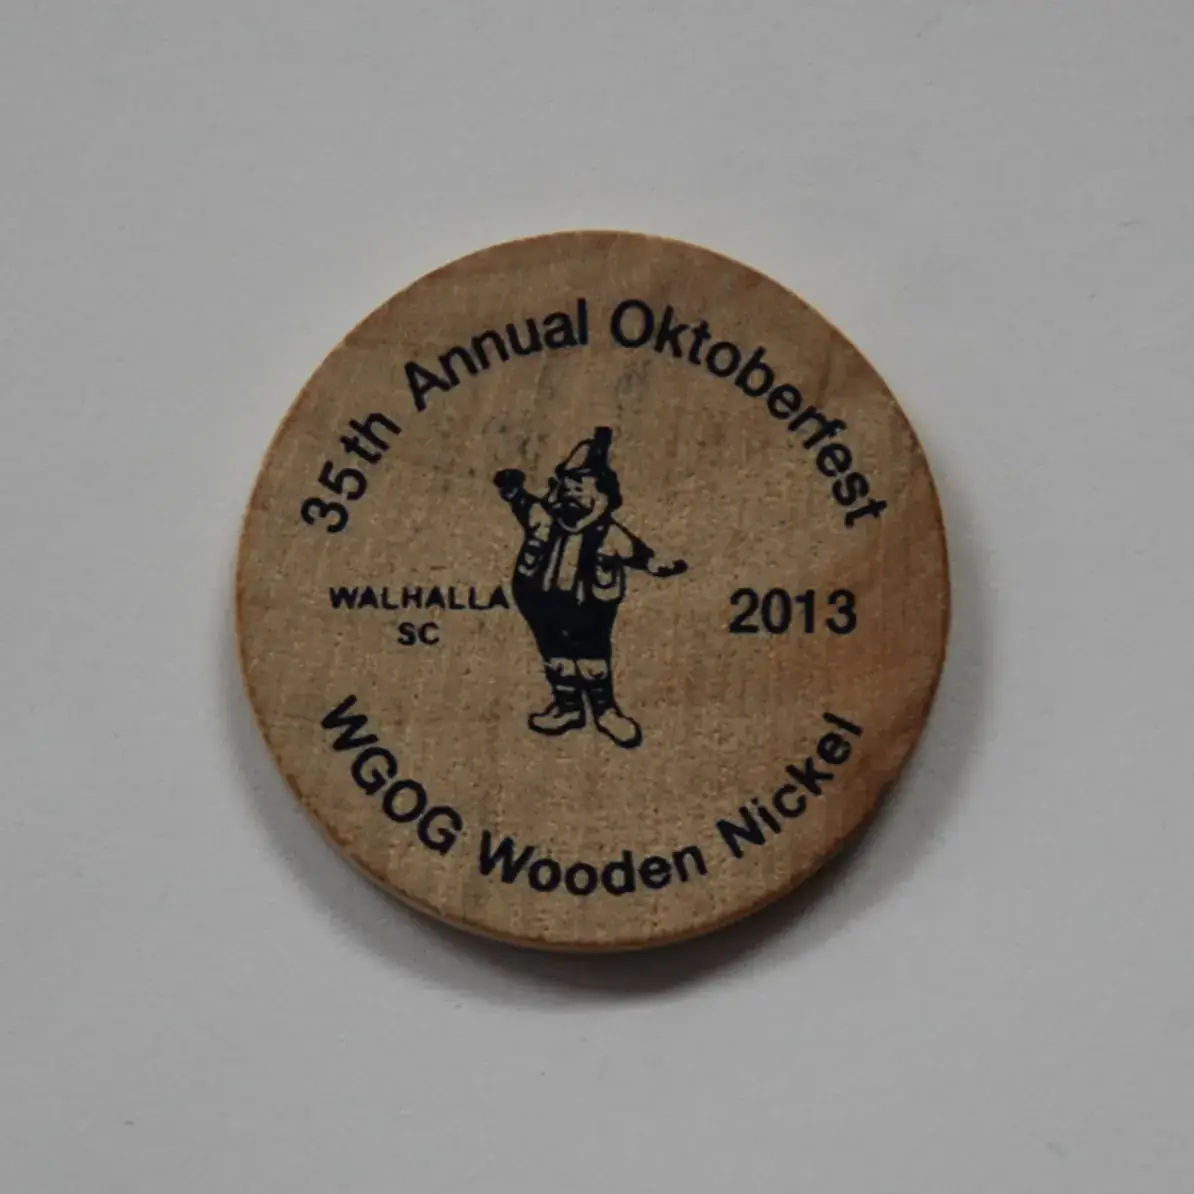 35th Annual Oktoberfest
WALHALLA
SC
2013
WGOG Wooden Nickel